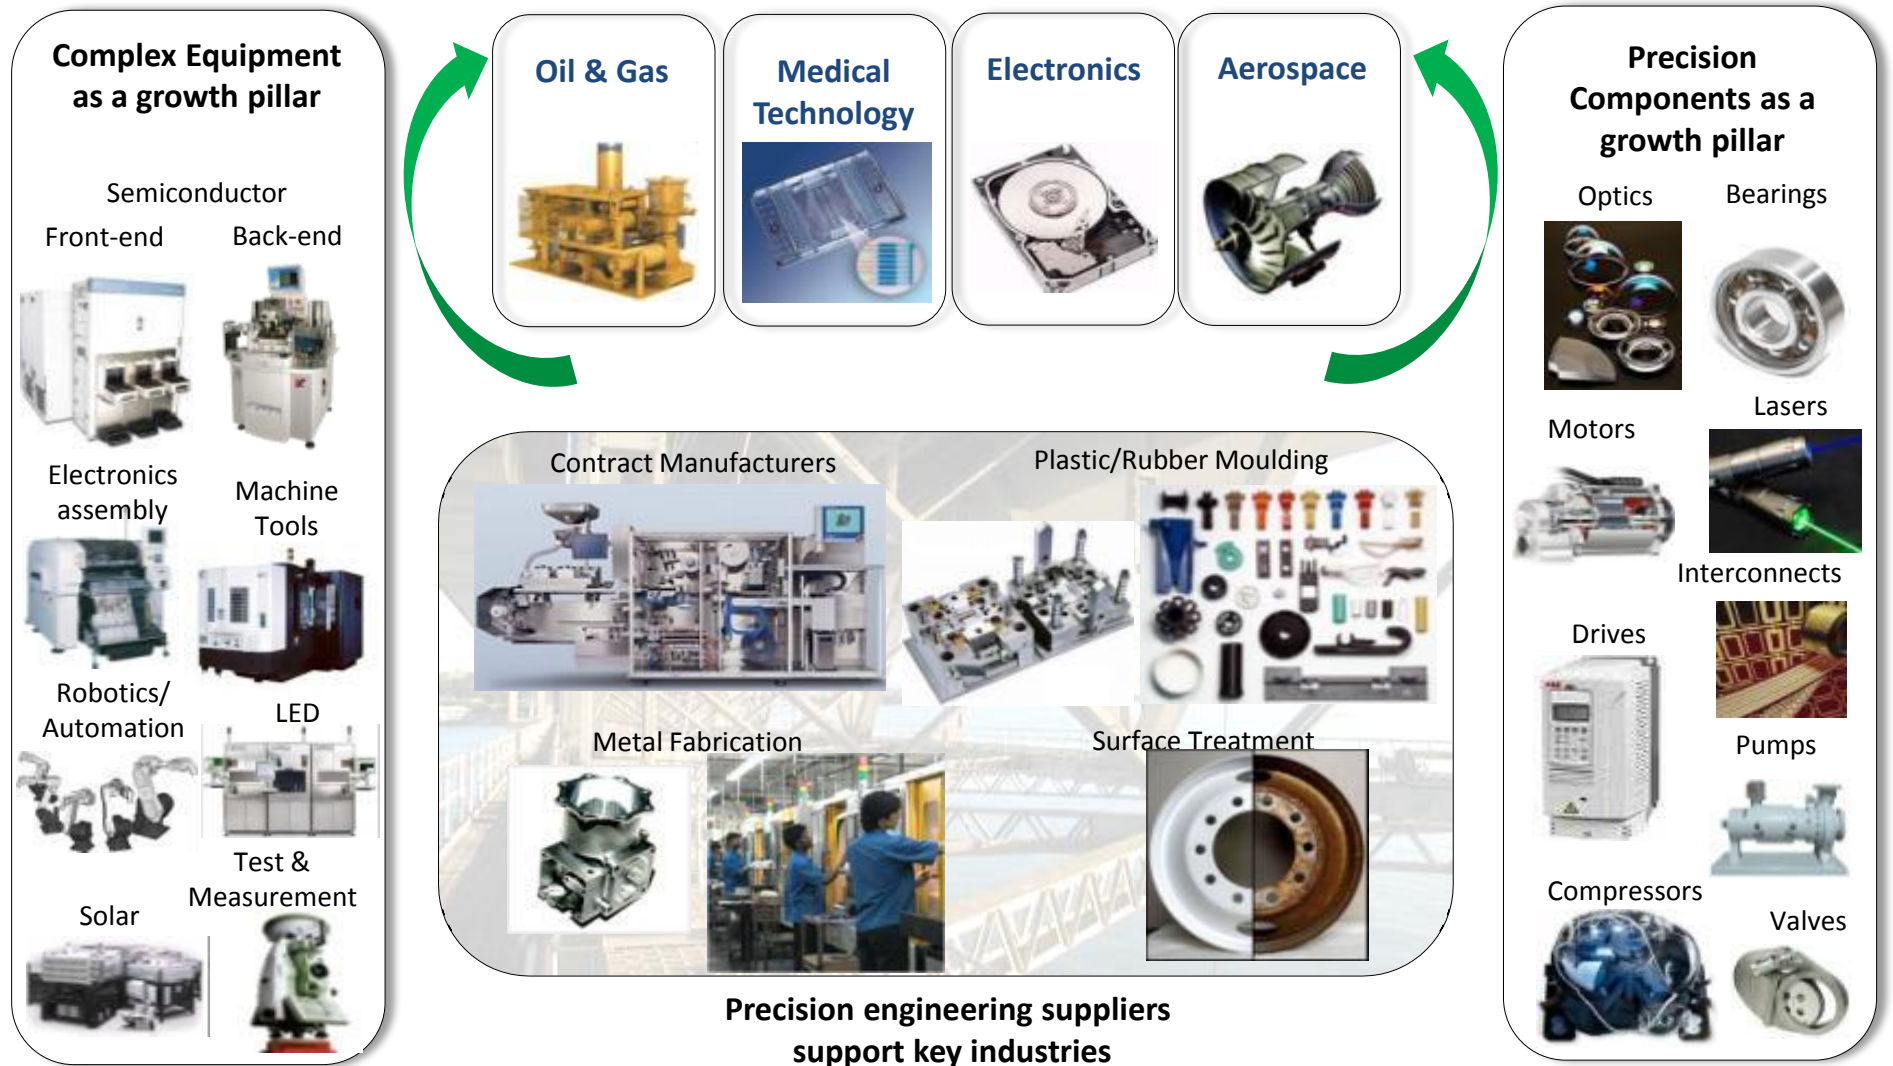 Complex Equipment
as a growth pillar
Semiconductor
Front-end
Back-end
Electronics
assembly
Machine
Tools
Robotics/
Automation
LED
Test &
Measurement
Solar
Oil & Gas
Medical
Technology
Electronics
Aerospace
Contract Manufacturers
Plastic/Rubber Moulding
Metal Fabrication
Surface Treatment
Precision engineering suppliers
support key industries
Precision
Components as a
growth pillar
Optics
Bearings
Motors
Lasers
Interconnects
Drives
ABB
Pumps
Compressors
Valves